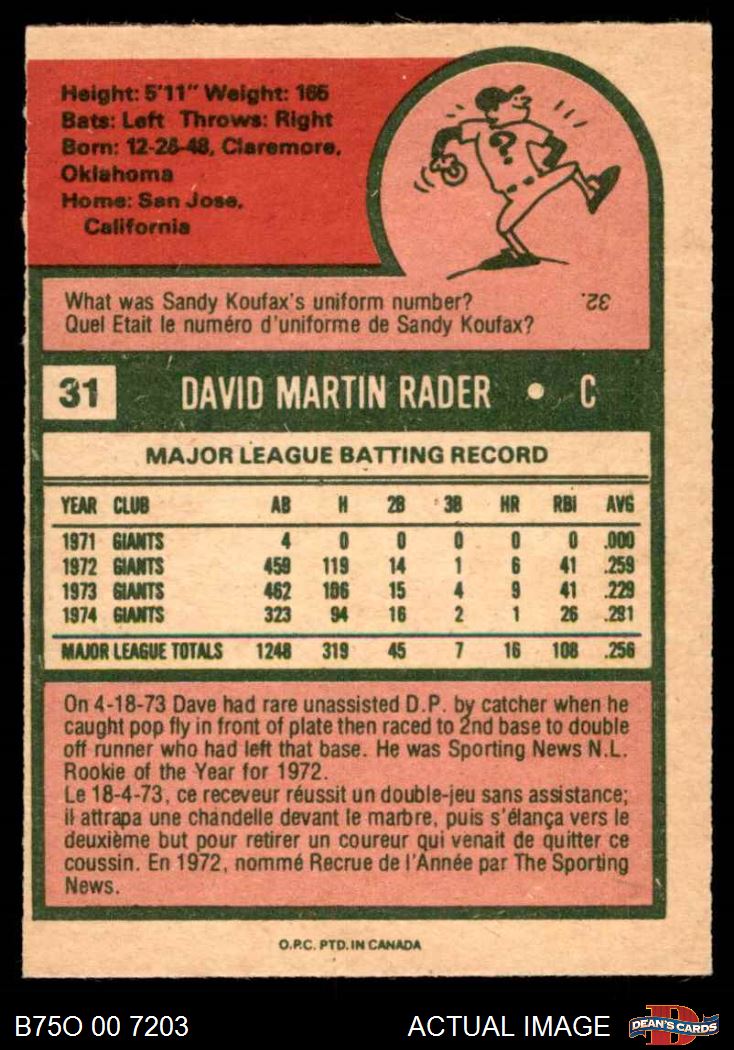 Height: 5'11" Weight: 165
Bats: Left Throws: Right
Born: 12-26-48, Claremore,
Oklahoma
Home: San Jose,
California
?
What was Sandy Koufax's uniform number?
Quel Etait le numéro d'uniforme de Sandy Koufax?
32.
31 DAVID MARTIN RADER • C
MAJOR LEAGUE BATTING RECORD
YEAR CLUB AB H 2B 3B HR RBI AVG
1971 GIANTS 4 0 0 0 0 0 .000
1972 GIANTS 459 119 14 1 6 41 .259
1973 GIANTS 462 106 15 4 9 41 .229
1974 GIANTS 323 94 16 2 1 26 .291
MAJOR LEAGUE TOTALS 1248 319 45 7 16 108 .256
On 4-18-73 Dave had rare unassisted D.P. by catcher when he
caught pop fly in front of plate then raced to 2nd base to double
off runner who had left that base. He was Sporting News N.L.
Rookie of the Year for 1972.
Le 18-4-73, ce receveur réussit un double-jeu sans assistance;
il attrapa une chandelle devant le marbre, puis s'élança vers le
deuxième but pour retirer un coureur qui venait de quitter ce
coussin. En 1972, nommé Recrue de l'Année par The Sporting
News.
O.P.C. PTD. IN CANADA
B75O 00 7203 ACTUAL IMAGE DEAN'S CARDS